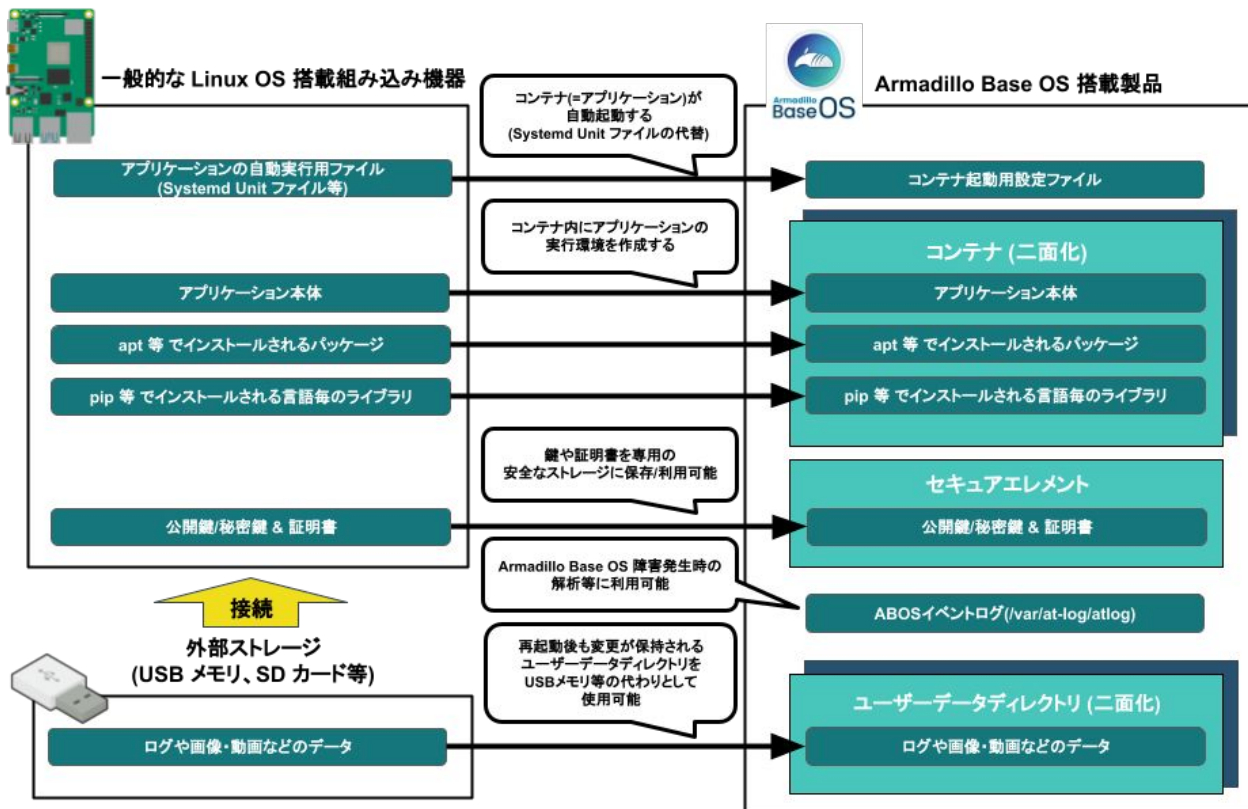 一般的な Linux OS 搭載組み込み機器
Armadillo
Base OS
Armadillo Base OS 搭載製品
コンテナ(=アプリケーション)が
自動起動する
(Systemd Unit ファイルの代替)
アプリケーションの自動実行用ファイル
(Systemd Unit ファイル等)
コンテナ起動用設定ファイル
コンテナ内にアプリケーションの
実行環境を作成する
コンテナ (二面化)
アプリケーション本体
アプリケーション本体
apt 等 でインストールされるパッケージ
apt 等 でインストールされるパッケージ
pip 等 でインストールされる言語毎のライブラリ
pip 等 でインストールされる言語毎のライブラリ
鍵や証明書を専用の
安全なストレージに保存/利用可能
セキュアエレメント
公開鍵/秘密鍵 & 証明書
公開鍵/秘密鍵 & 証明書
Armadillo Base OS 障害発生時の
解析等に利用可能
ABOSイベントログ(/var/at-log/atlog)
接続
外部ストレージ
(USB メモリ、SD カード等)
再起動後も変更が保持される
ユーザーデータディレクトリを
USBメモリ等の代わりとして
使用可能
ユーザーデータディレクトリ (二面化)
ログや画像・動画などのデータ
ログや画像・動画などのデータ